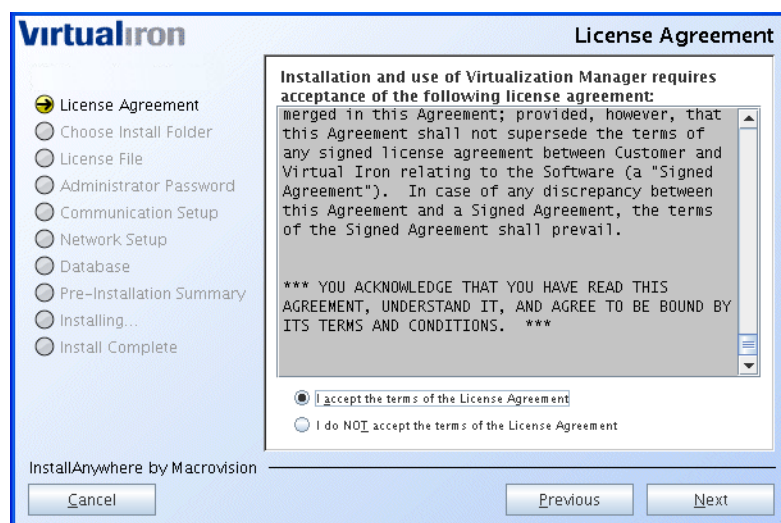 Virtualiron
License Agreement
License Agreement
Choose Install Folder
License File
Administrator Password
Communication Setup
Network Setup
Database
Pre-Installation Summary
Installing...
Install Complete
Installation and use of Virtualization Manager requires
acceptance of the following license agreement:
merged in this Agreement; provided, however, that
this Agreement shall not supersede the terms of
any signed license agreement between Customer and
Virtual Iron relating to the Software (a "Signed
Agreement"). In case of any discrepancy between
this Agreement and a Signed Agreement, the terms
of the Signed Agreement shall prevail.
*** YOU ACKNOWLEDGE THAT YOU HAVE READ THIS
AGREEMENT, UNDERSTAND IT, AND AGREE TO BE BOUND BY
ITS TERMS AND CONDITIONS. ***
I accept the terms of the License Agreement
I do NOT accept the terms of the License Agreement
InstallAnywhere by Macrovision
Cancel
Previous
Next